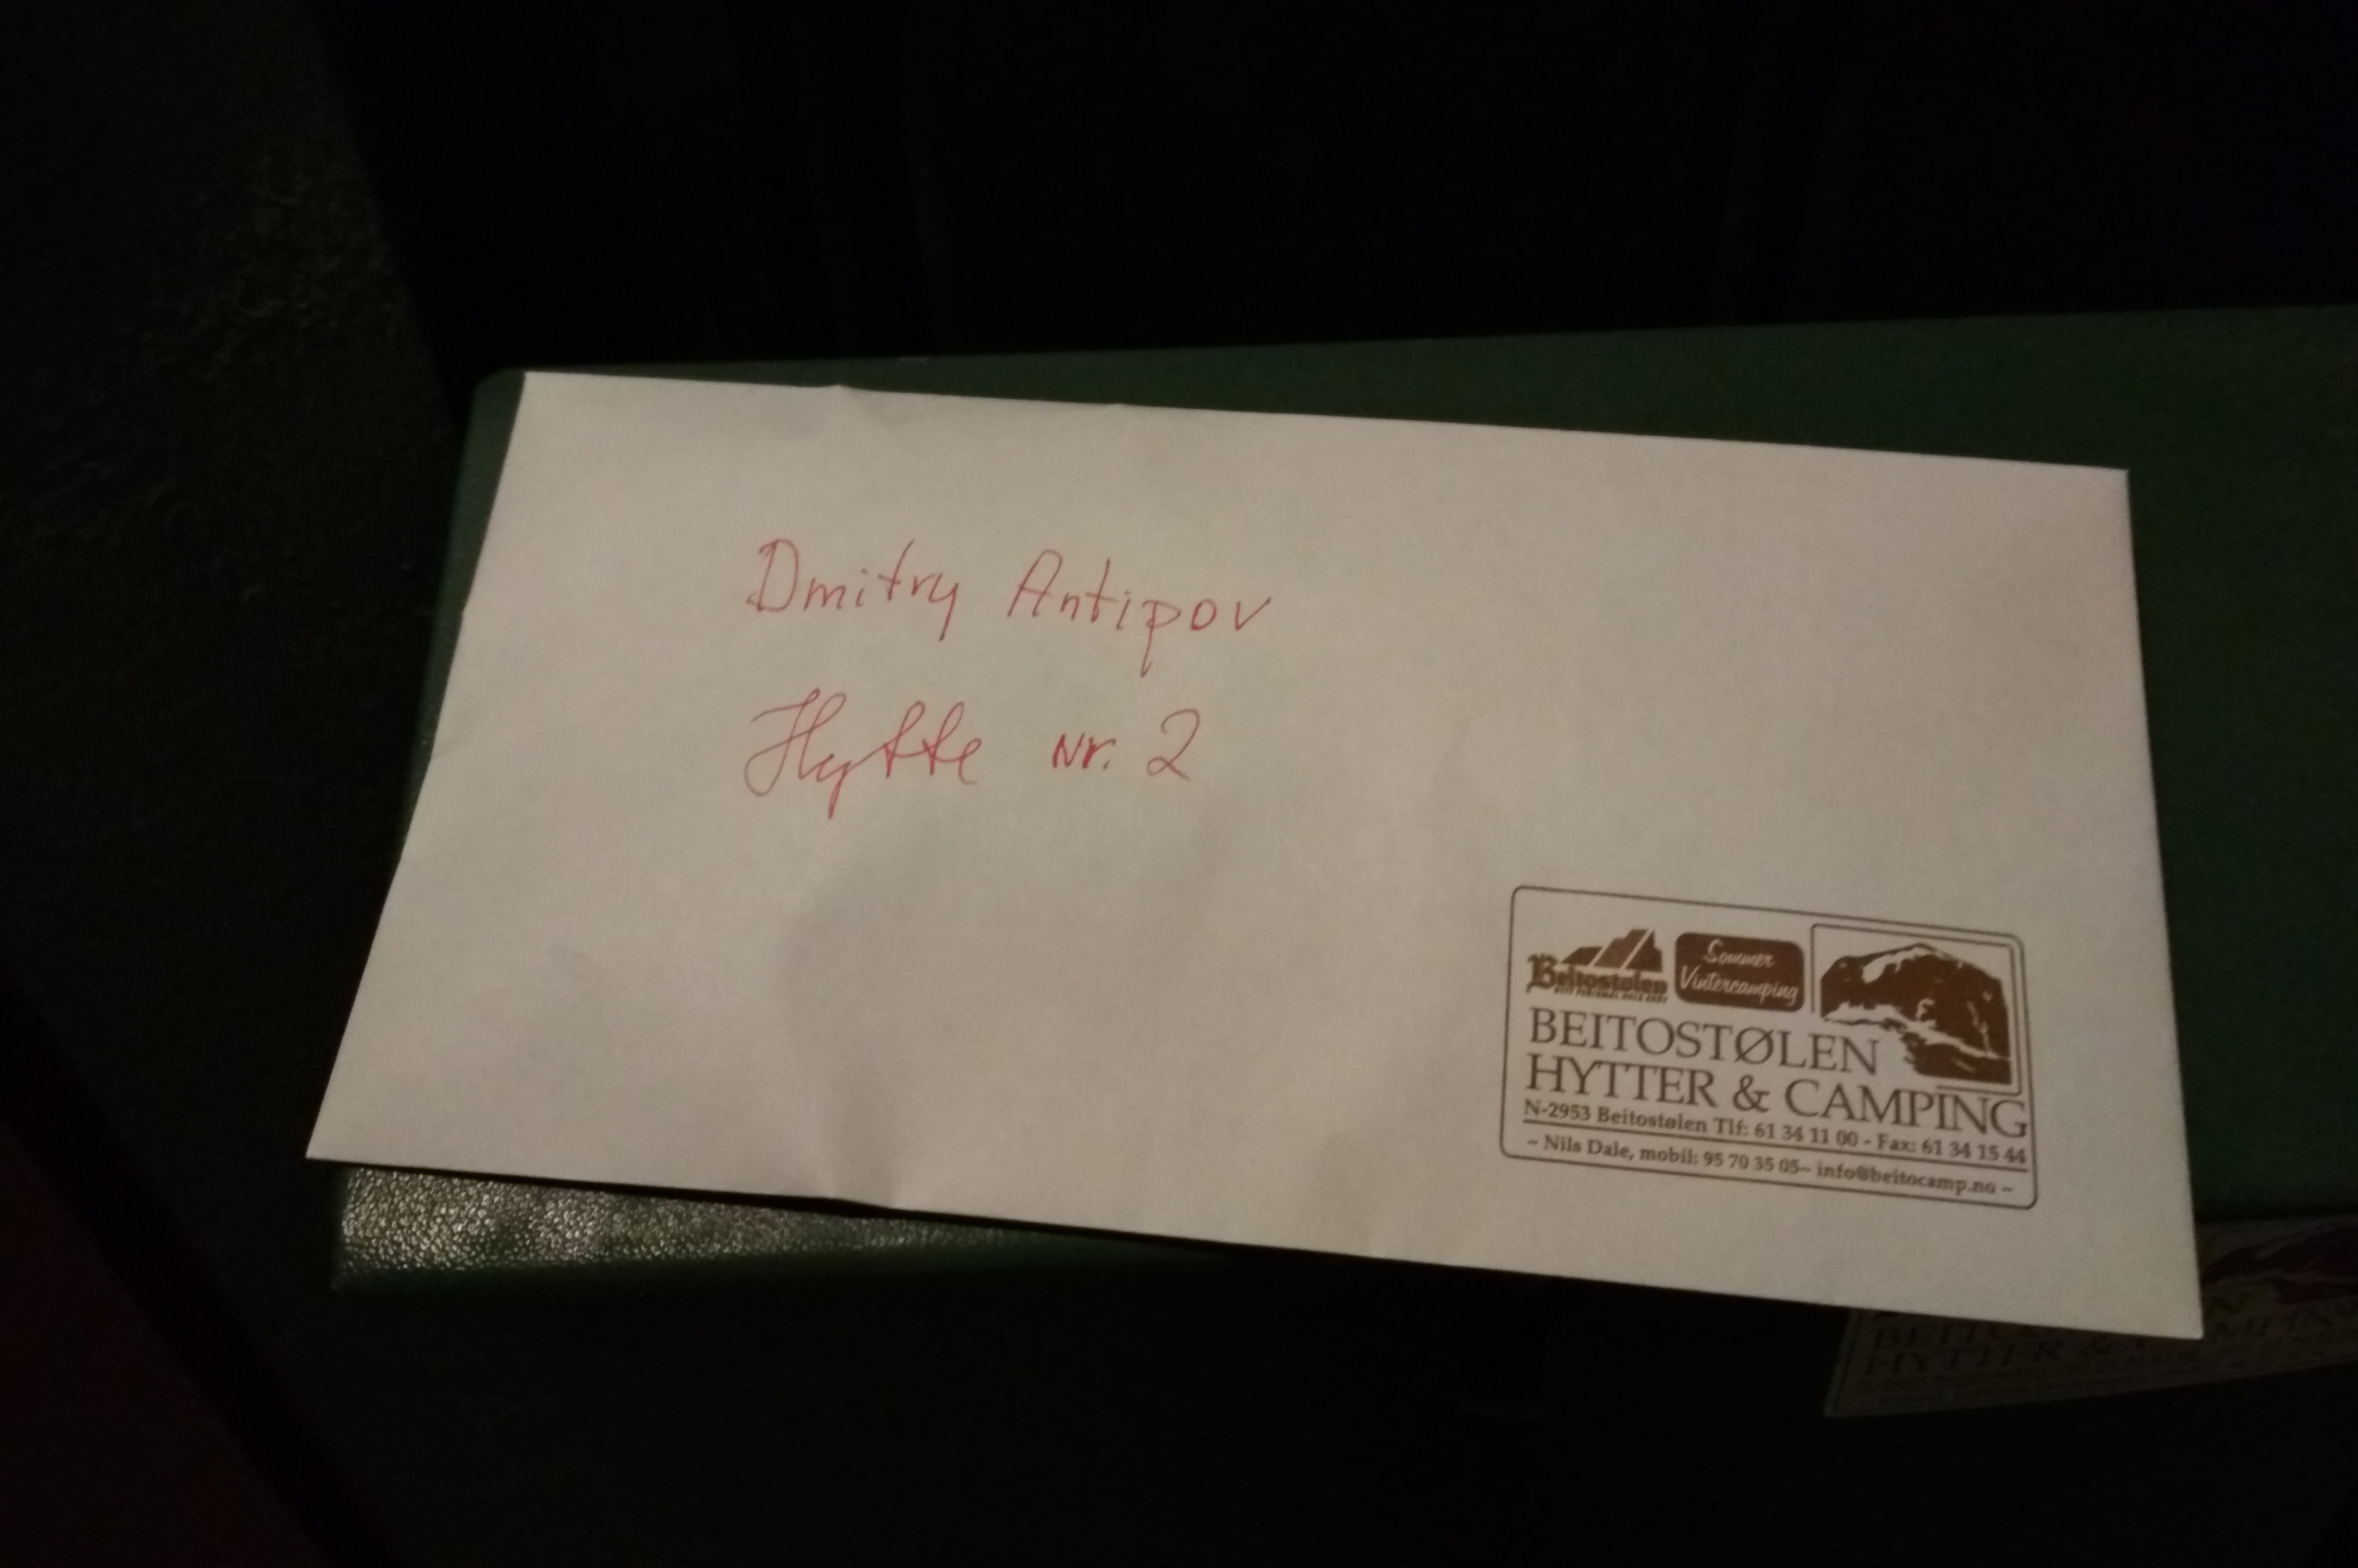 Dmitry Antipov
Hytte nr. 2
Beitostølen
Sommer
Vintercamping
BEITOSTØLEN
HYTTER & CAMPING
N-2953 Beitostølen Tlf: 61 34 11 00 - Fax: 61 34 15 44
~ Nils Dale, mobil: 95 70 35 05~ info@beitocamp.no ~
HYTTER &